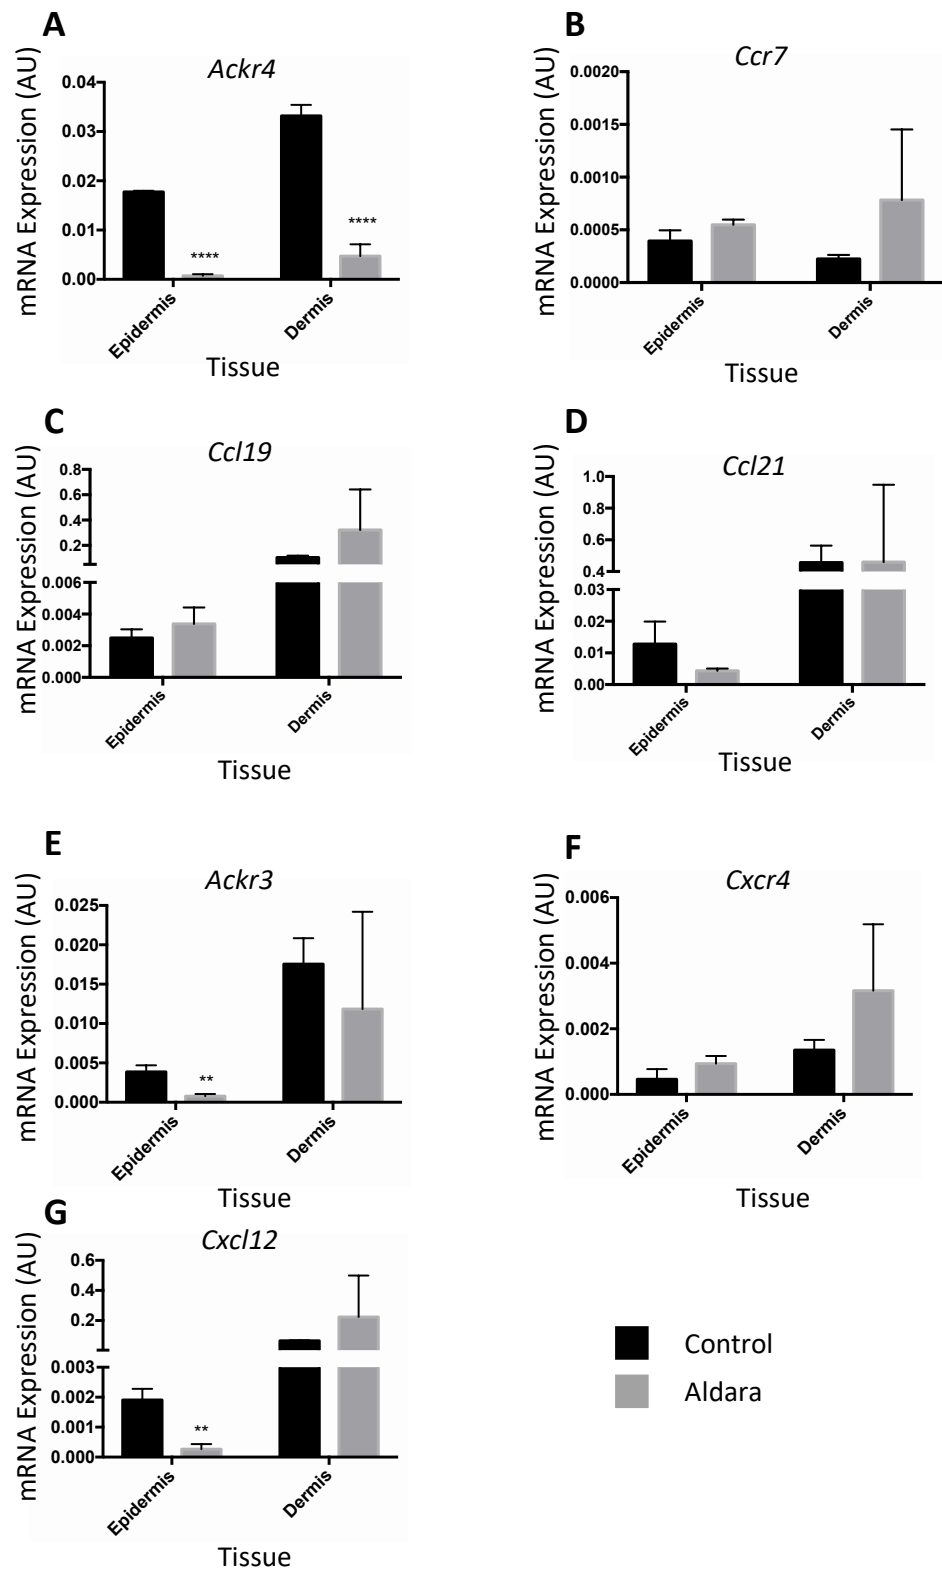 A
Ackr4
mRNA Expression (AU)
0.04
0.03
0.02
0.01
0.00
****
****
Epidermis
Dermis
Tissue
B
Ccr7
mRNA Expression (AU)
0.0020
0.0015
0.0010
0.0005
0.0000
Epidermis
Dermis
Tissue
C
Ccl19
mRNA Expression (AU)
0.8
0.6
0.4
0.2
0.006
0.004
0.002
0.000
Epidermis
Dermis
Tissue
D
Ccl21
mRNA Expression (AU)
1.0
0.8
0.6
0.4
0.03
0.02
0.01
0.00
Epidermis
Dermis
Tissue
E
Ackr3
mRNA Expression (AU)
0.025
0.020
0.015
0.010
0.005
0.000
**
Epidermis
Dermis
Tissue
F
Cxcr4
mRNA Expression (AU)
0.006
0.004
0.002
0.000
Epidermis
Dermis
Tissue
G
Cxcl12
mRNA Expression (AU)
0.6
0.4
0.2
0.003
0.002
0.001
0.000
**
Epidermis
Dermis
Tissue
Control
Aldara